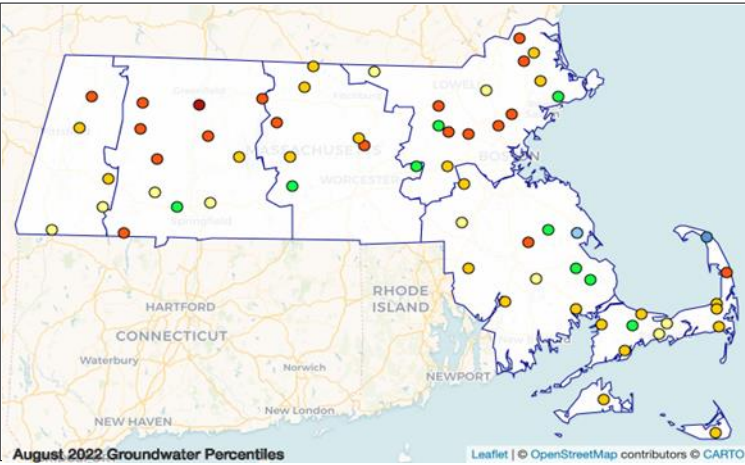 LOWELL
MASSACHUSETTS
BOSTON
WORCESTER
Springfield
HARTFORD
RHODE
ISLAND
CONNECTICUT
Waterbury
Norwich
NEWPORT
New London
NEW HAVEN
August 2022 Groundwater Percentiles
Leaflet | © OpenStreetMap contributors © CARTO